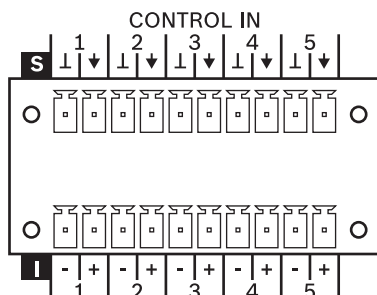 CONTROL IN
1 2 3 4 5
S ⊥ ↓ ⊥ ↓ ⊥ ↓ ⊥ ↓ ⊥ ↓
I - + - + - + - + - +
1 2 3 4 5